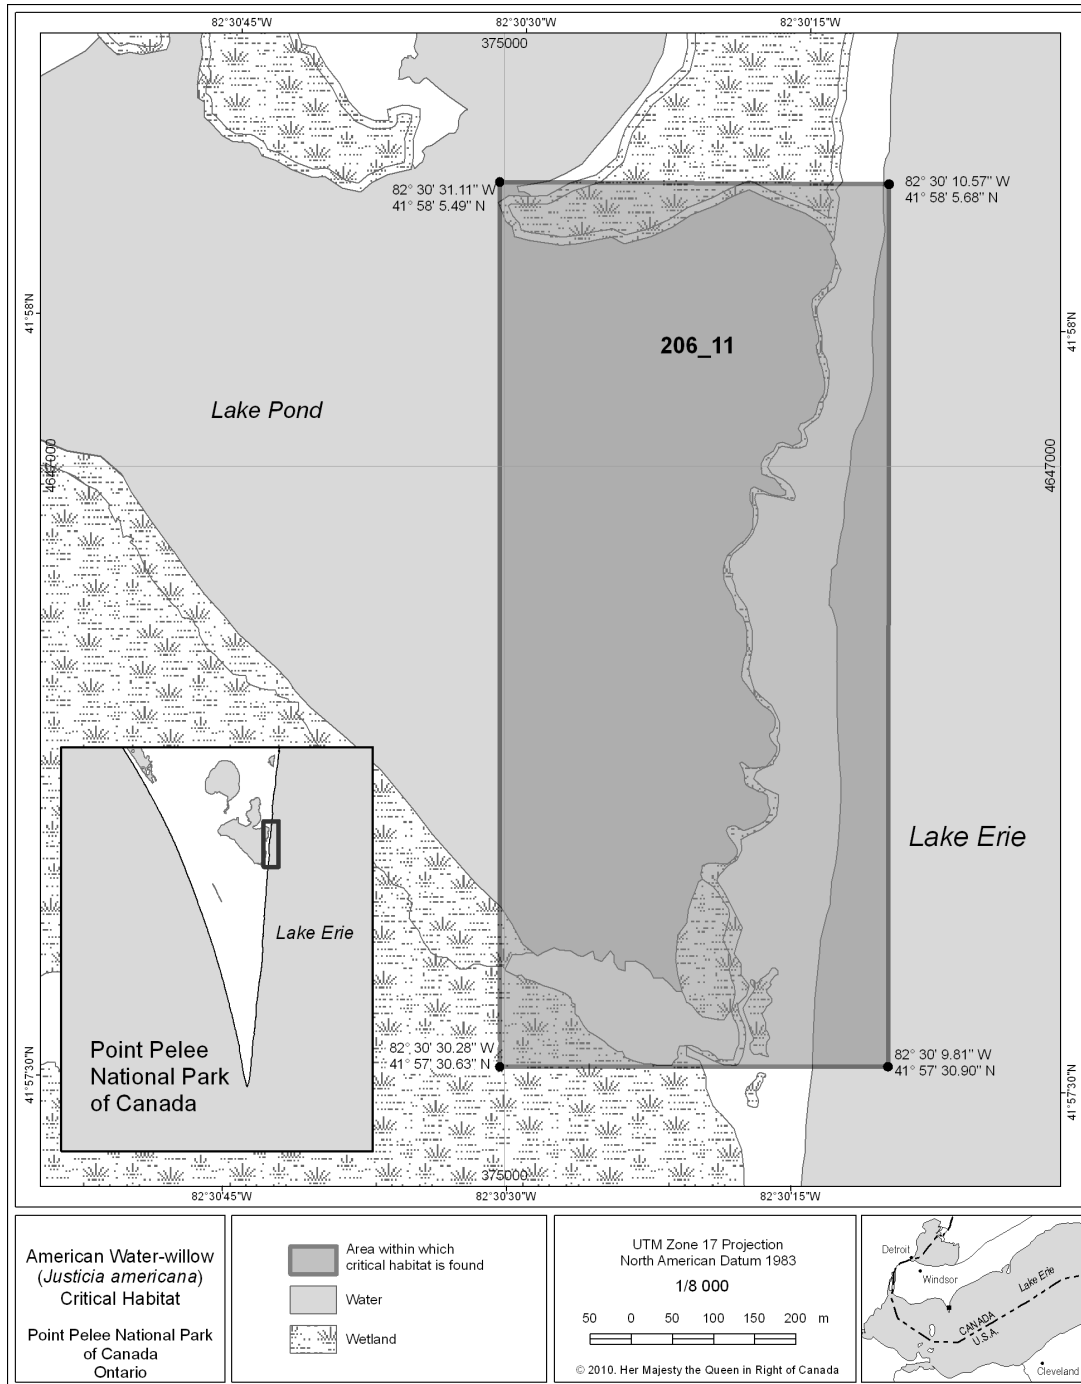 82°30'45"W
82°30'30"W
82°30'15"W
375000
82° 30' 31.11" W
41° 58' 5.49" N
82° 30' 10.57" W
41° 58' 5.68" N
41°58'N
41°58'N
206_11
Lake Pond
4647000
4647000
Lake Erie
Lake Erie
Point Pelee
National Park
of Canada
82° 30' 30.28" W
41° 57' 30.63" N
82° 30' 9.81" W
41° 57' 30.90" N
41°57'30"N
41°57'30"N
375000
82°30'45"W
82°30'30"W
82°30'15"W
American Water-willow
(Justicia americana)
Critical Habitat
Point Pelee National Park
of Canada
Ontario
Area within which
critical habitat is found
Water
Wetland
UTM Zone 17 Projection
North American Datum 1983
1/8 000
50 0 50 100 150 200 m
© 2010. Her Majesty the Queen in Right of Canada
Detroit
Windsor
Lake Erie
CANADA
U.S.A.
Cleveland